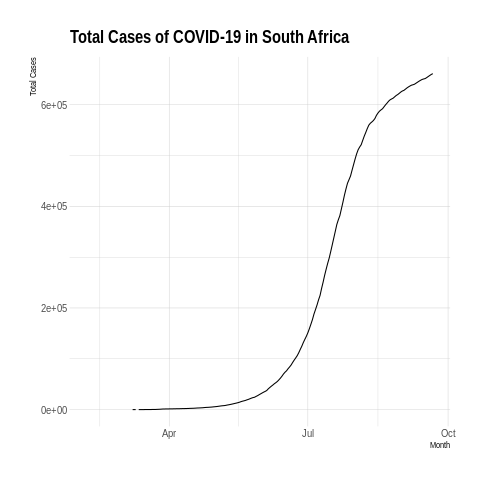 Total Cases of COVID-19 in South Africa
Total Cases
6e+05
4e+05
2e+05
0e+00
Apr Jul Oct
Month